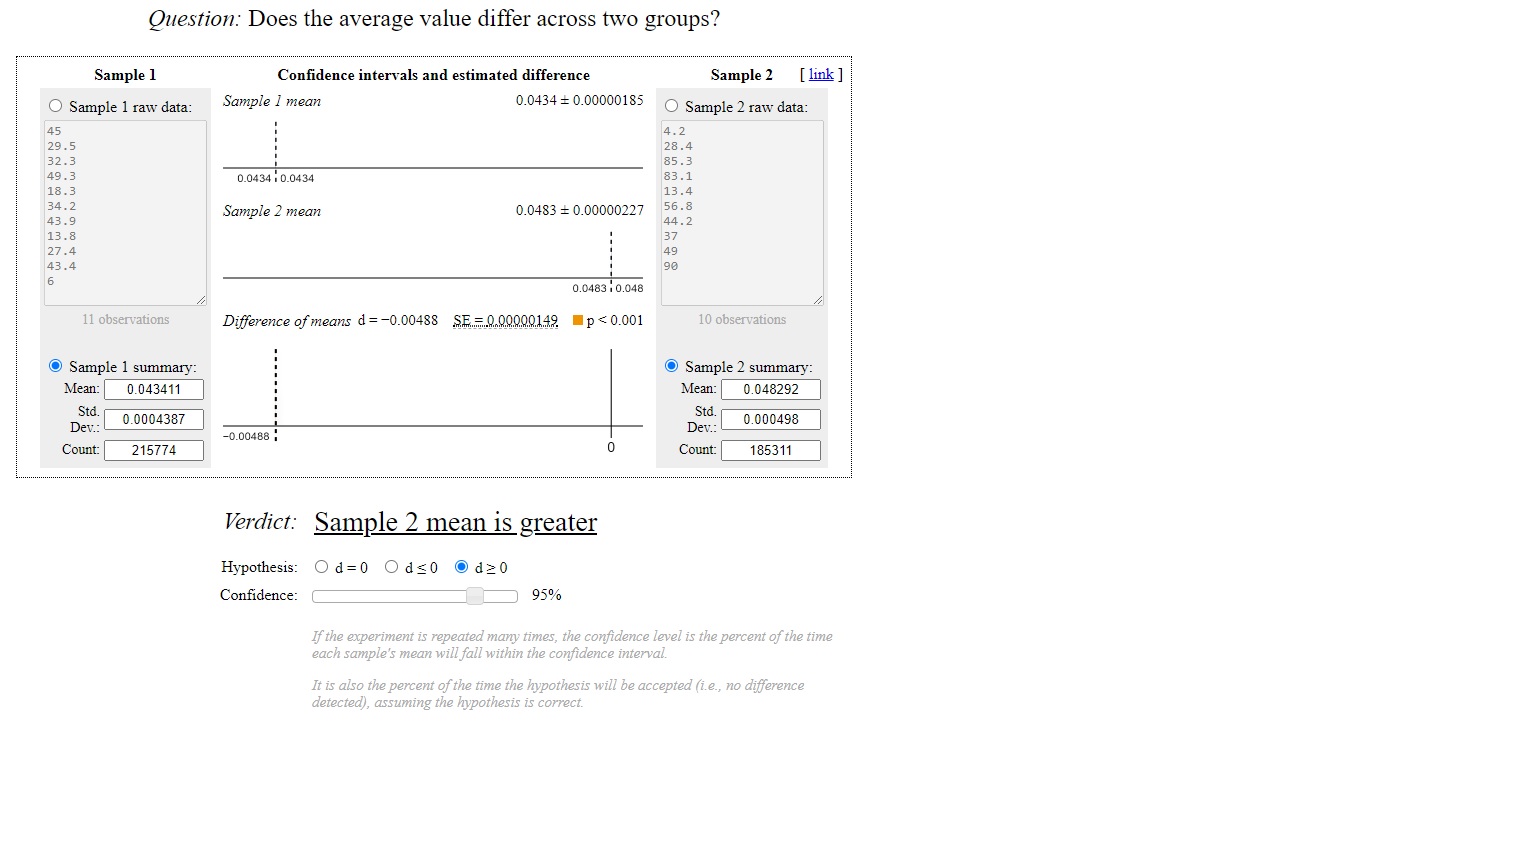 Question: Does the average value differ across two groups?
Sample 1
Confidence intervals and estimated difference
Sample 2
[ link ]
Sample 1 raw data:
45
29.5
32.3
49.3
18.3
34.2
43.9
13.8
27.4
43.4
6
11 observations
Sample 1 summary:
Mean: 0.043411
Std. Dev.: 0.0004387
Count: 215774
Sample 1 mean 0.0434 ± 0.00000185
0.0434 0.0434
Sample 2 mean 0.0483 ± 0.00000227
0.0483 0.048
Difference of means d = −0.00488 SE = 0.00000149 p < 0.001
−0.00488
0
Sample 2 raw data:
4.2
28.4
85.3
83.1
13.4
56.8
44.2
37
49
90
10 observations
Sample 2 summary:
Mean: 0.048292
Std. Dev.: 0.000498
Count: 185311
Verdict: Sample 2 mean is greater
Hypothesis: d = 0 d ≤ 0 d ≥ 0
Confidence: 95%
If the experiment is repeated many times, the confidence level is the percent of the time
each sample's mean will fall within the confidence interval.
It is also the percent of the time the hypothesis will be accepted (i.e., no difference
detected), assuming the hypothesis is correct.